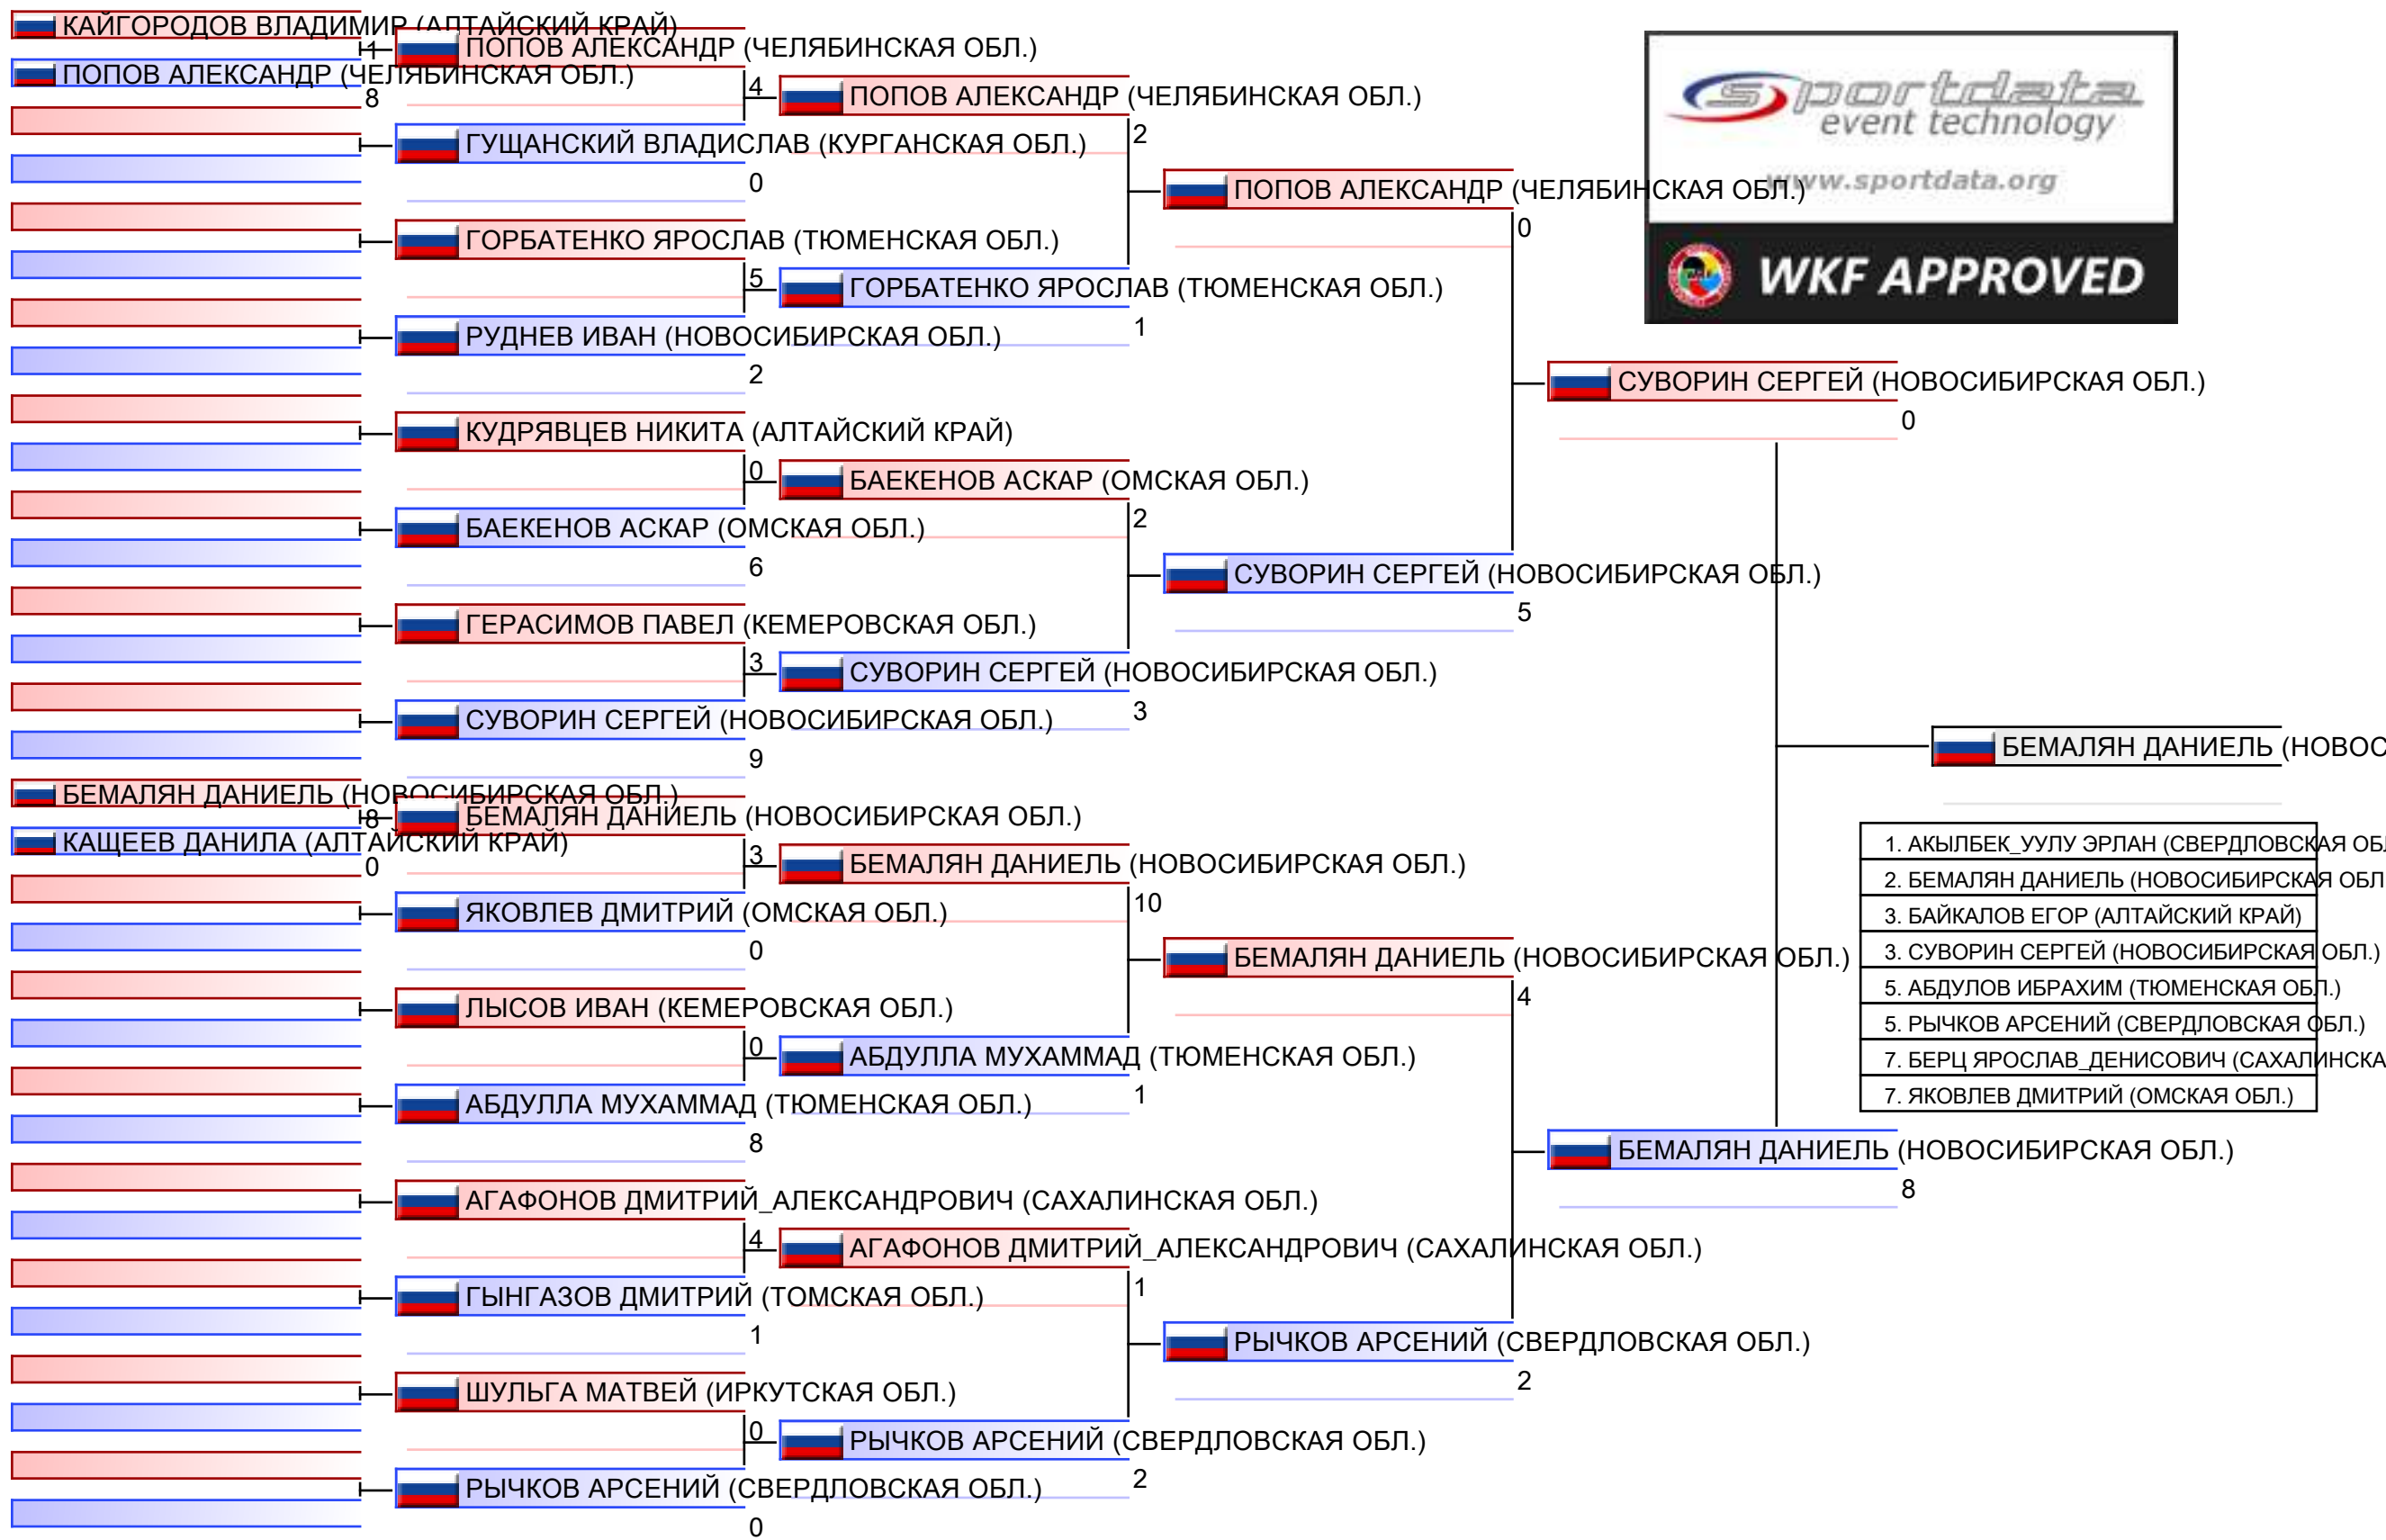 КАЙГОРОДОВ ВЛАДИМИР (АЛТАЙСКИЙ КРАЙ)
1
ПОПОВ АЛЕКСАНДР (ЧЕЛЯБИНСКАЯ ОБЛ.)
8
БЕМАЛЯН ДАНИЕЛЬ (НОВОСИБИРСКАЯ ОБЛ.)
8
КАЩЕЕВ ДАНИЛА (АЛТАЙСКИЙ КРАЙ)
0
ПОПОВ АЛЕКСАНДР (ЧЕЛЯБИНСКАЯ ОБЛ.)
4
ГУЩАНСКИЙ ВЛАДИСЛАВ (КУРГАНСКАЯ ОБЛ.)
0
ГОРБАТЕНКО ЯРОСЛАВ (ТЮМЕНСКАЯ ОБЛ.)
5
РУДНЕВ ИВАН (НОВОСИБИРСКАЯ ОБЛ.)
2
КУДРЯВЦЕВ НИКИТА (АЛТАЙСКИЙ КРАЙ)
0
БАЕКЕНОВ АСКАР (ОМСКАЯ ОБЛ.)
6
ГЕРАСИМОВ ПАВЕЛ (КЕМЕРОВСКАЯ ОБЛ.)
3
СУВОРИН СЕРГЕЙ (НОВОСИБИРСКАЯ ОБЛ.)
9
БЕМАЛЯН ДАНИЕЛЬ (НОВОСИБИРСКАЯ ОБЛ.)
3
ЯКОВЛЕВ ДМИТРИЙ (ОМСКАЯ ОБЛ.)
0
ЛЫСОВ ИВАН (КЕМЕРОВСКАЯ ОБЛ.)
0
АБДУЛЛА МУХАММАД (ТЮМЕНСКАЯ ОБЛ.)
8
АГАФОНОВ ДМИТРИЙ_АЛЕКСАНДРОВИЧ (САХАЛИНСКАЯ ОБЛ.)
4
ГЫНГАЗОВ ДМИТРИЙ (ТОМСКАЯ ОБЛ.)
1
ШУЛЬГА МАТВЕЙ (ИРКУТСКАЯ ОБЛ.)
0
РЫЧКОВ АРСЕНИЙ (СВЕРДЛОВСКАЯ ОБЛ.)
0
ПОПОВ АЛЕКСАНДР (ЧЕЛЯБИНСКАЯ ОБЛ.)
2
ГОРБАТЕНКО ЯРОСЛАВ (ТЮМЕНСКАЯ ОБЛ.)
1
БАЕКЕНОВ АСКАР (ОМСКАЯ ОБЛ.)
2
СУВОРИН СЕРГЕЙ (НОВОСИБИРСКАЯ ОБЛ.)
3
БЕМАЛЯН ДАНИЕЛЬ (НОВОСИБИРСКАЯ ОБЛ.)
10
АБДУЛЛА МУХАММАД (ТЮМЕНСКАЯ ОБЛ.)
1
АГАФОНОВ ДМИТРИЙ_АЛЕКСАНДРОВИЧ (САХАЛИНСКАЯ ОБЛ.)
1
РЫЧКОВ АРСЕНИЙ (СВЕРДЛОВСКАЯ ОБЛ.)
2
ПОПОВ АЛЕКСАНДР (ЧЕЛЯБИНСКАЯ ОБЛ.)
0
СУВОРИН СЕРГЕЙ (НОВОСИБИРСКАЯ ОБЛ.)
5
БЕМАЛЯН ДАНИЕЛЬ (НОВОСИБИРСКАЯ ОБЛ.)
4
РЫЧКОВ АРСЕНИЙ (СВЕРДЛОВСКАЯ ОБЛ.)
2
sportdata
event technology
www.sportdata.org
WKF APPROVED
СУВОРИН СЕРГЕЙ (НОВОСИБИРСКАЯ ОБЛ.)
0
БЕМАЛЯН ДАНИЕЛЬ (НОВОСИБИРСКАЯ ОБЛ.)
8
БЕМАЛЯН ДАНИЕЛЬ (НОВОС
1. АКЫЛБЕК_УУЛУ ЭРЛАН (СВЕРДЛОВСКАЯ ОБЛ
2. БЕМАЛЯН ДАНИЕЛЬ (НОВОСИБИРСКАЯ ОБЛ
3. БАЙКАЛОВ ЕГОР (АЛТАЙСКИЙ КРАЙ)
3. СУВОРИН СЕРГЕЙ (НОВОСИБИРСКАЯ ОБЛ.)
5. АБДУЛОВ ИБРАХИМ (ТЮМЕНСКАЯ ОБЛ.)
5. РЫЧКОВ АРСЕНИЙ (СВЕРДЛОВСКАЯ ОБЛ.)
7. БЕРЦ ЯРОСЛАВ_ДЕНИСОВИЧ (САХАЛИНСКА
7. ЯКОВЛЕВ ДМИТРИЙ (ОМСКАЯ ОБЛ.)